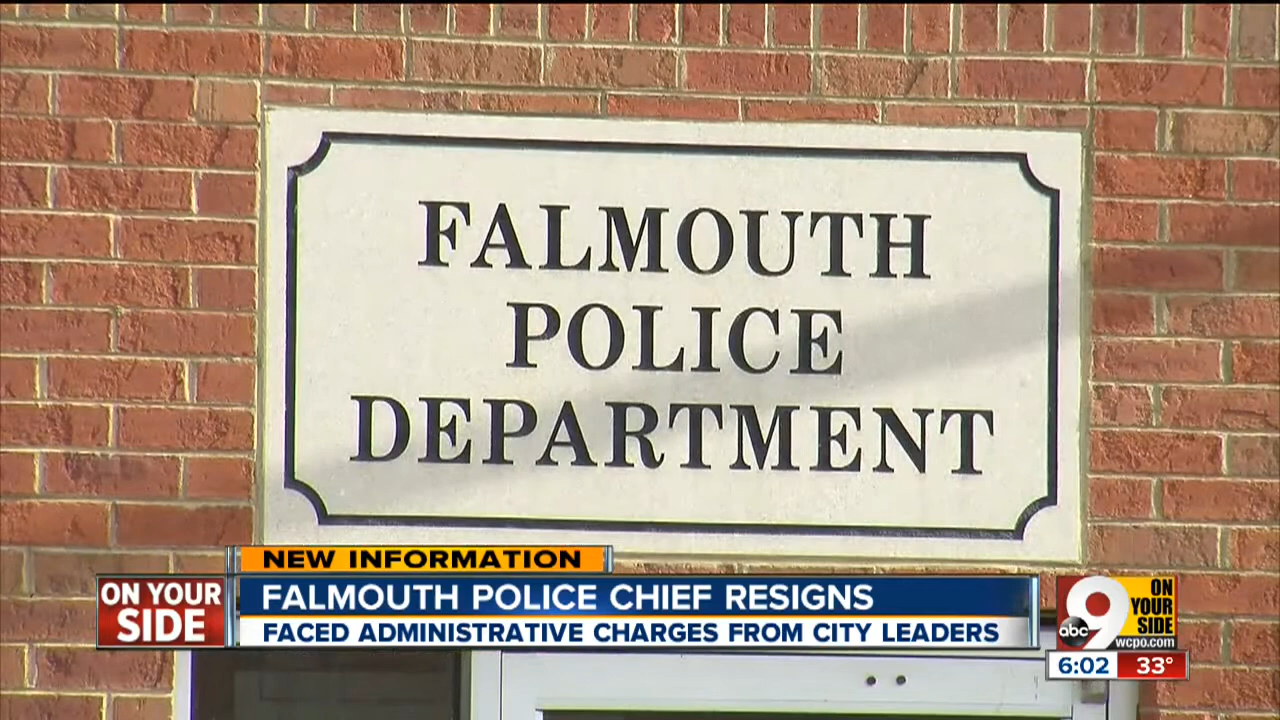 FALMOUTH
POLICE
DEPARTMENT
NEW INFORMATION
ON YOUR
SIDE
FALMOUTH POLICE CHIEF RESIGNS
FACED ADMINISTRATIVE CHARGES FROM CITY LEADERS
abc 9
ON
YOUR
SIDE
wcpo.com
6:02 33°